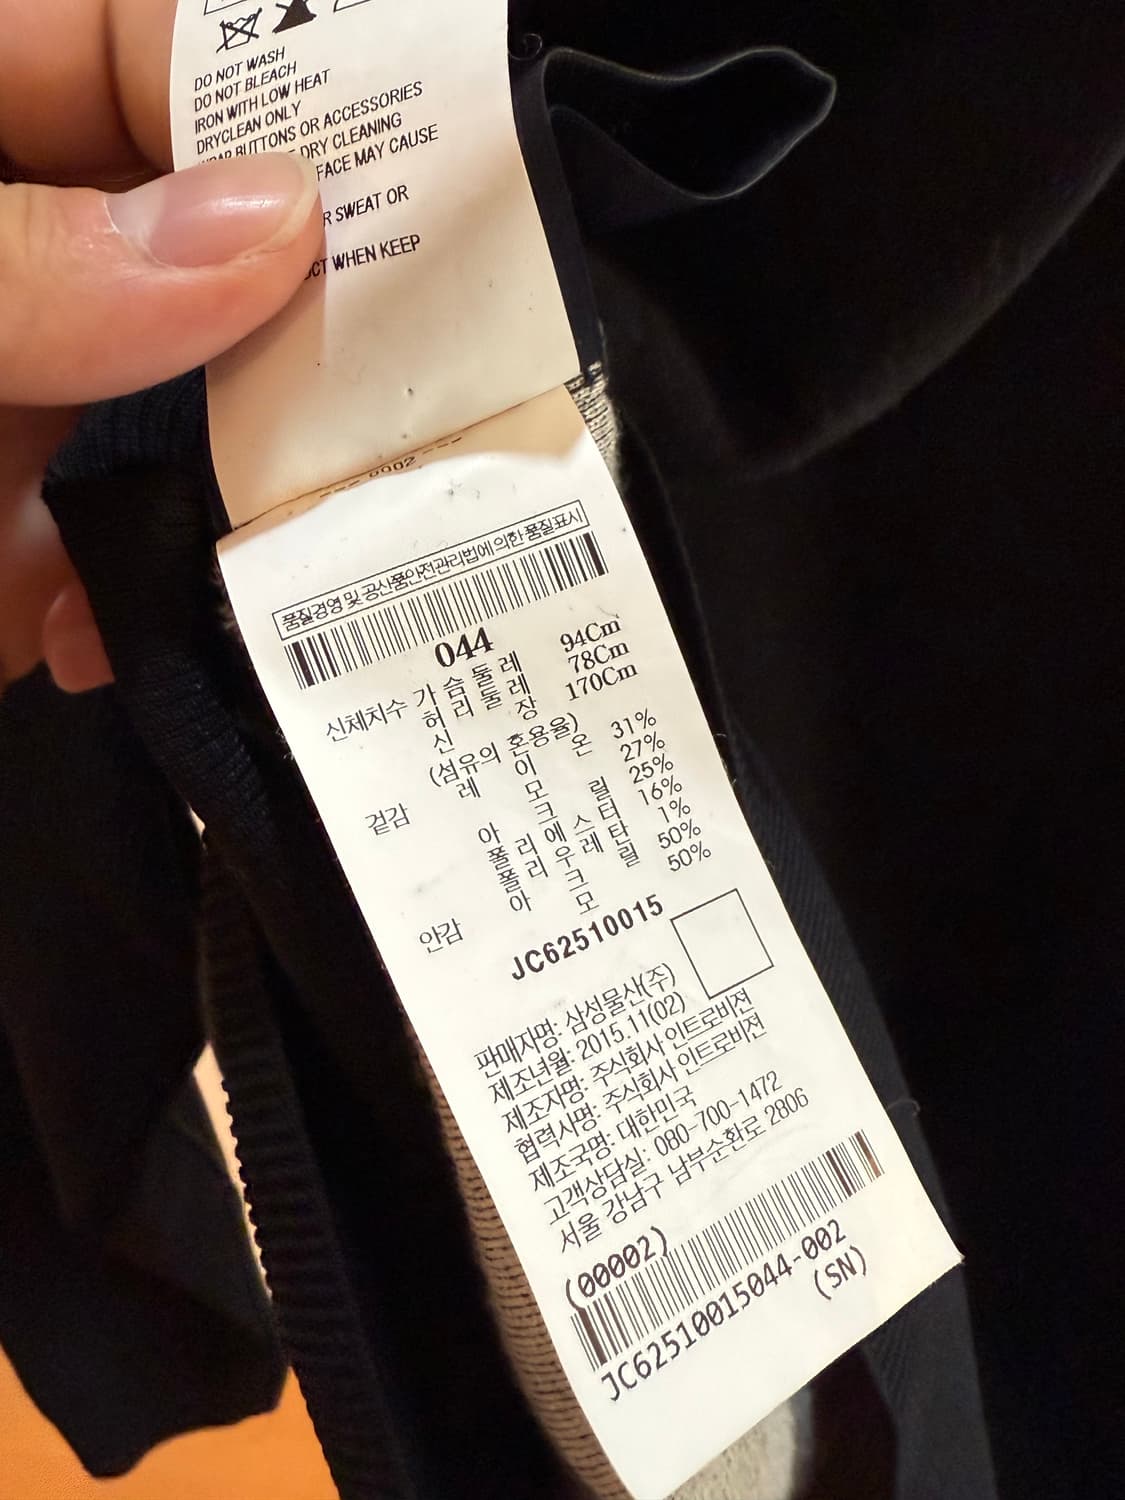 DO NOT WASH
DO NOT BLEACH
IRON WITH LOW HEAT
DRYCLEAN ONLY
BUTTONS OR ACCESSORIES
DRY CLEANING
FACE MAY CAUSE
R SWEAT OR
WHEN KEEP
--- 0002 ---
품질경영 및 공산품안전관리법에 의한 품질표시
044
신체치수 가 슴 둘 레 94Cm
허 리 둘 레 78Cm
신 장 170Cm
(섬유의 혼용율)
겉감 레 이 온 31%
모 27%
아 크 릴 25%
폴 리 에 스 터 16%
폴 리 우 레 탄 1%
안감 아 크 릴 50%
모 50%
JC62510015
판매자명: 삼성물산(주)
제조년월: 2015.11(02)
제조자명: 주식회사 인트로비젼
협력사명: 주식회사 인트로비젼
제조국명: 대한민국
고객상담실: 080-700-1472
서울 강남구 남부순환로 2806
(00002)
JC62510015044-002
(SN)